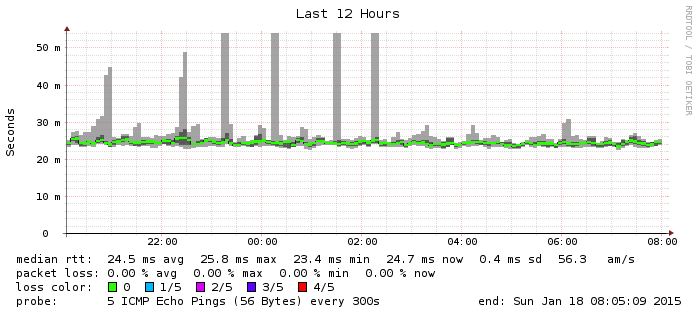 Last 12 Hours
RRDTOOL / TOBI OETIKER
Seconds
50 m
40 m
30 m
20 m
10 m
0
22:00 00:00 02:00 04:00 06:00 08:00
median rtt: 24.5 ms avg 25.8 ms max 23.4 ms min 24.7 ms now 0.4 ms sd 56.3 am/s
packet loss: 0.00 % avg 0.00 % max 0.00 % min 0.00 % now
loss color: 0 1/5 2/5 3/5 4/5
probe: 5 ICMP Echo Pings (56 Bytes) every 300s end: Sun Jan 18 08:05:09 2015